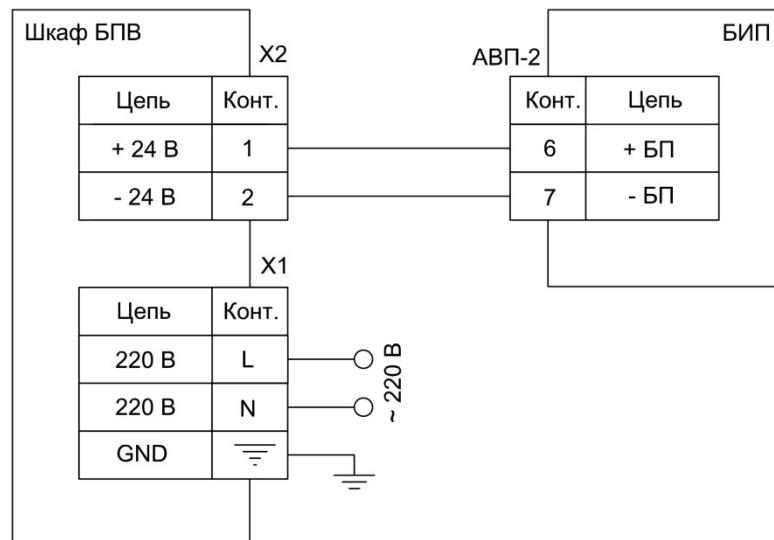 Шкаф БПВ
X2
Цепь Конт.
+ 24 В 1
- 24 В 2
АВП-2
БИП
Конт. Цепь
6 + БП
7 - БП
X1
Цепь Конт.
220 В L
220 В N
GND
~ 220 В